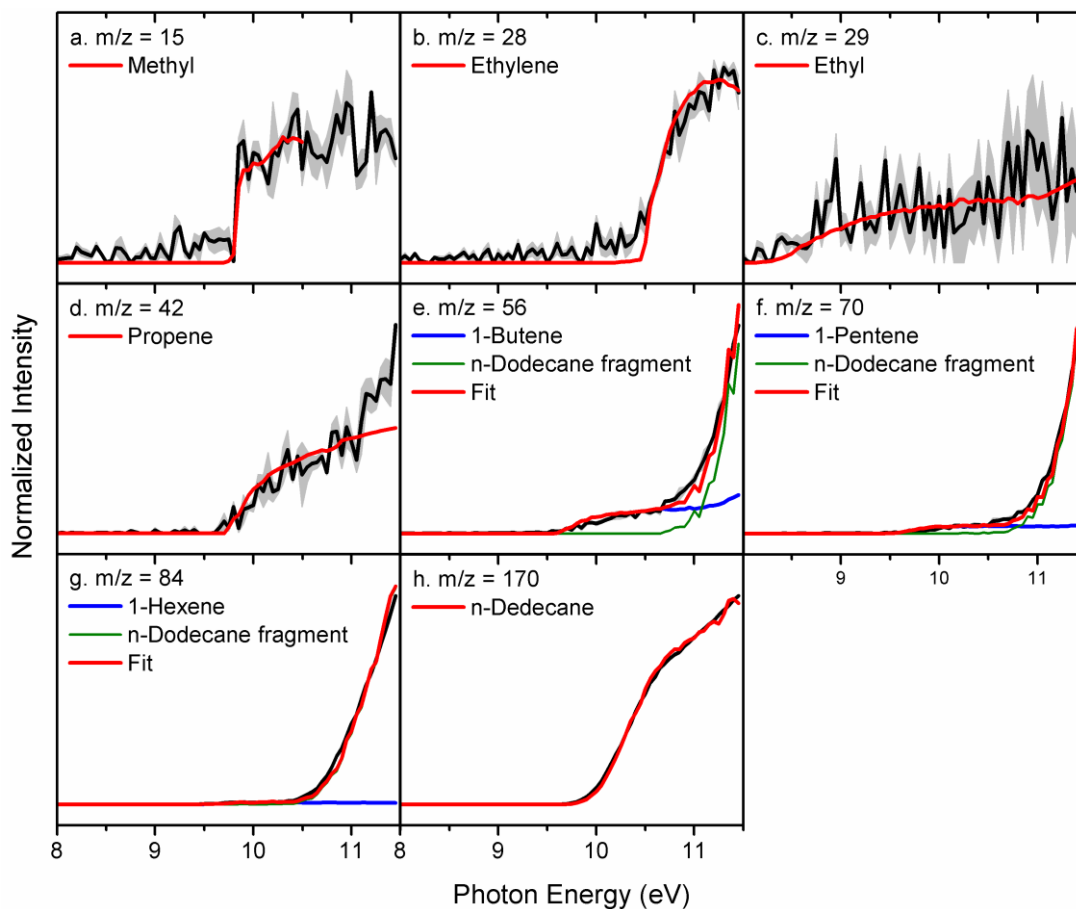 a. m/z = 15
Methyl
b. m/z = 28
Ethylene
c. m/z = 29
Ethyl
d. m/z = 42
Propene
e. m/z = 56
1-Butene
n-Dodecane fragment
Fit
f. m/z = 70
1-Pentene
n-Dodecane fragment
Fit
9 10 11
g. m/z = 84
1-Hexene
n-Dodecane fragment
Fit
h. m/z = 170
n-Dedecane
8 9 10 11 8 9 10 11
Normalized Intensity
Photon Energy (eV)